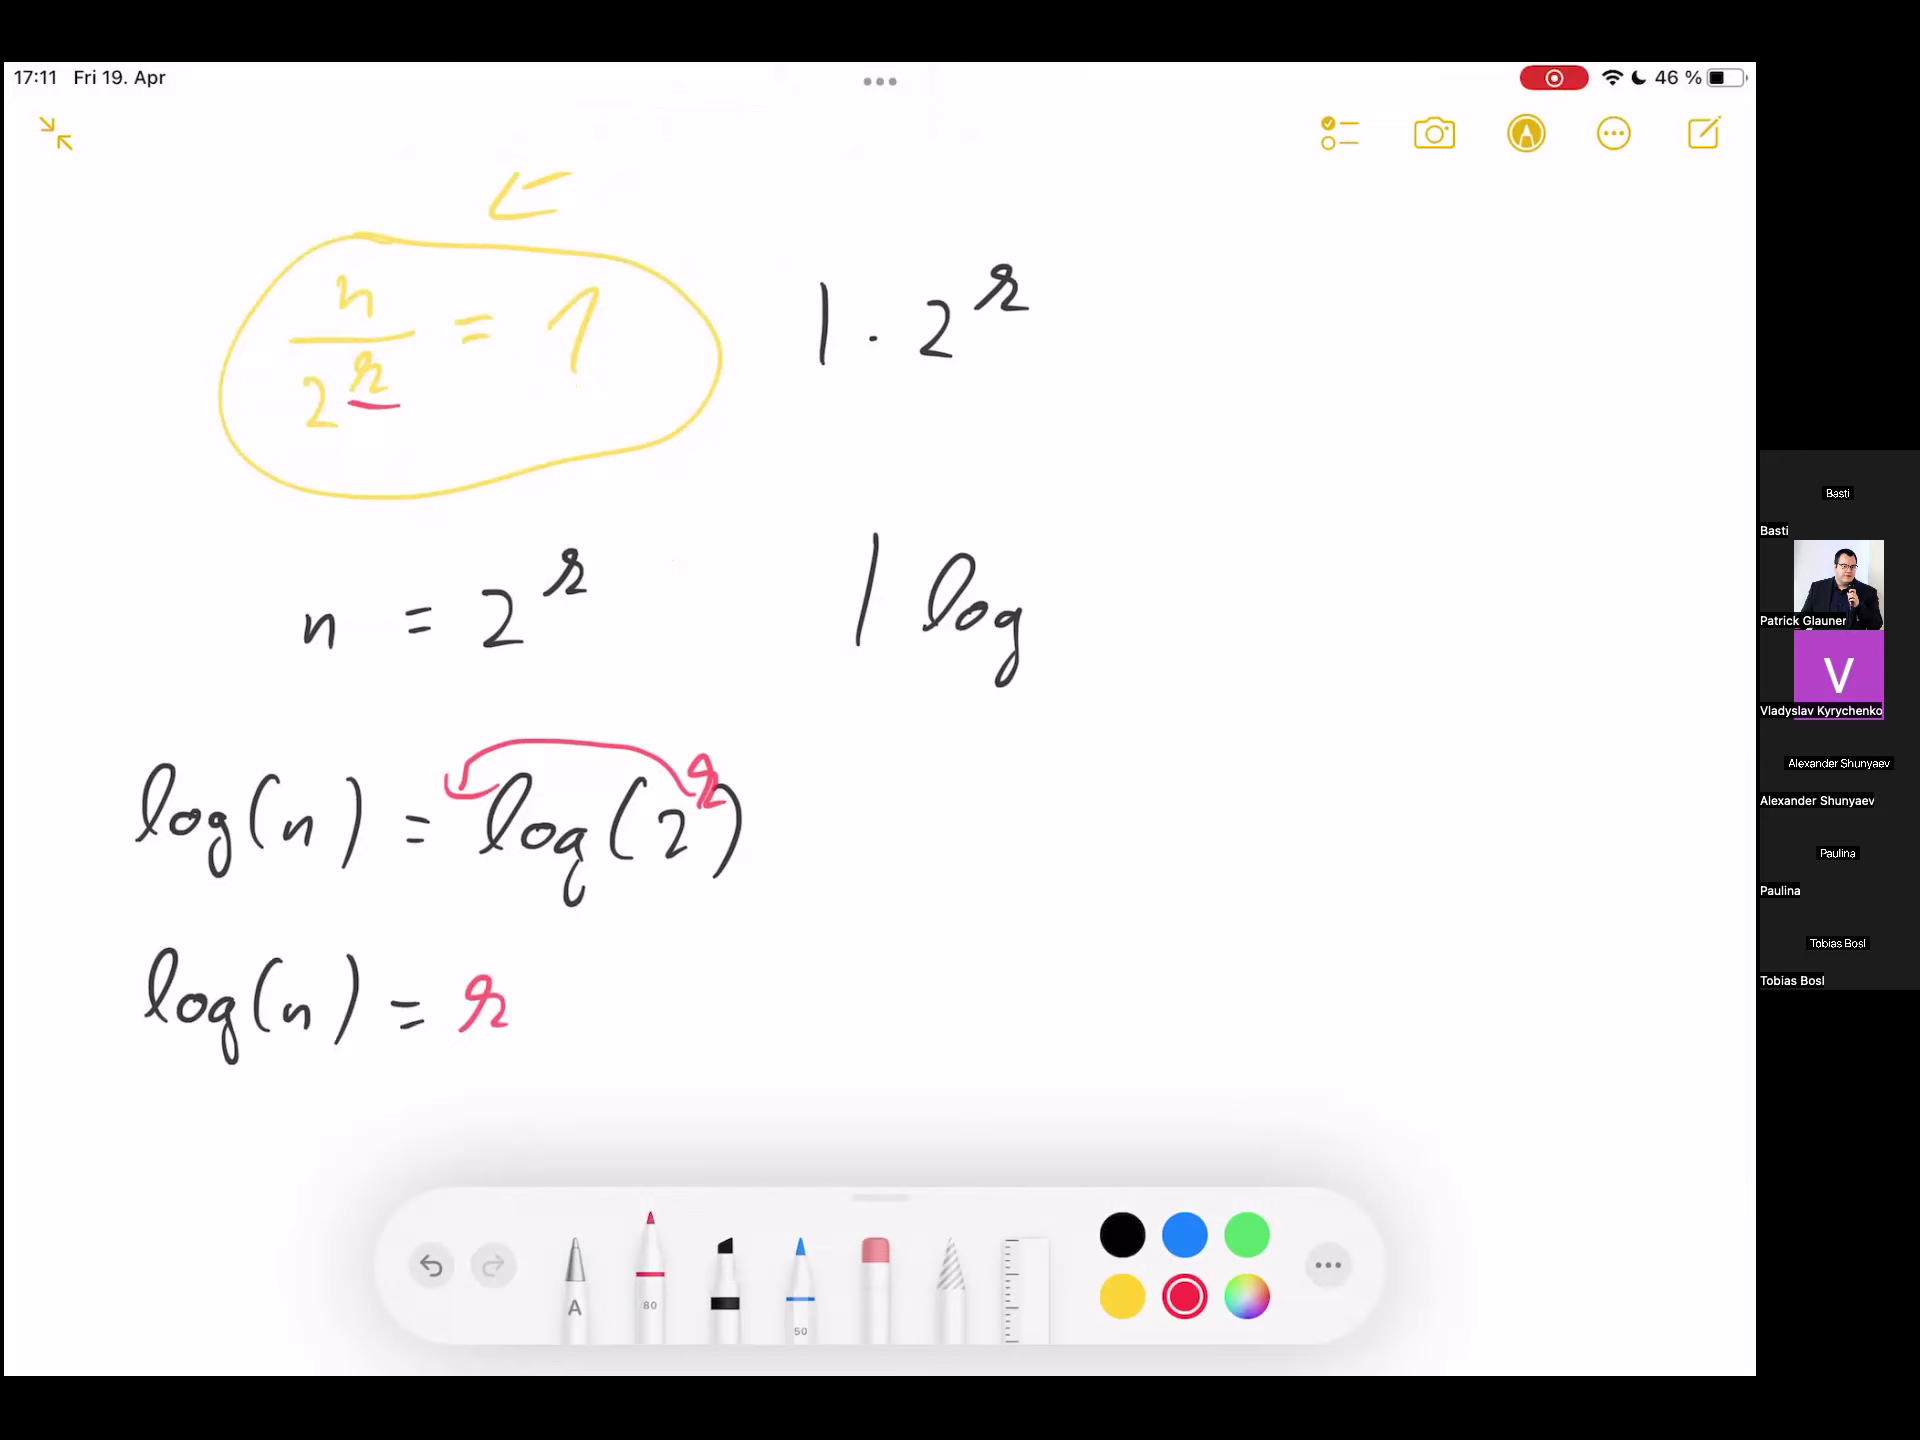 17:11 Fri 19. Apr
46 %
n/2^r = 1 | · 2^r
n = 2^r | log
log(n) = log(2^r)
log(n) = r
A
80
50
Basti
Basti
Patrick Glauner
V
Vladyslav Kyrychenko
Alexander Shunyaev
Alexander Shunyaev
Paulina
Paulina
Tobias Bosl
Tobias Bosl